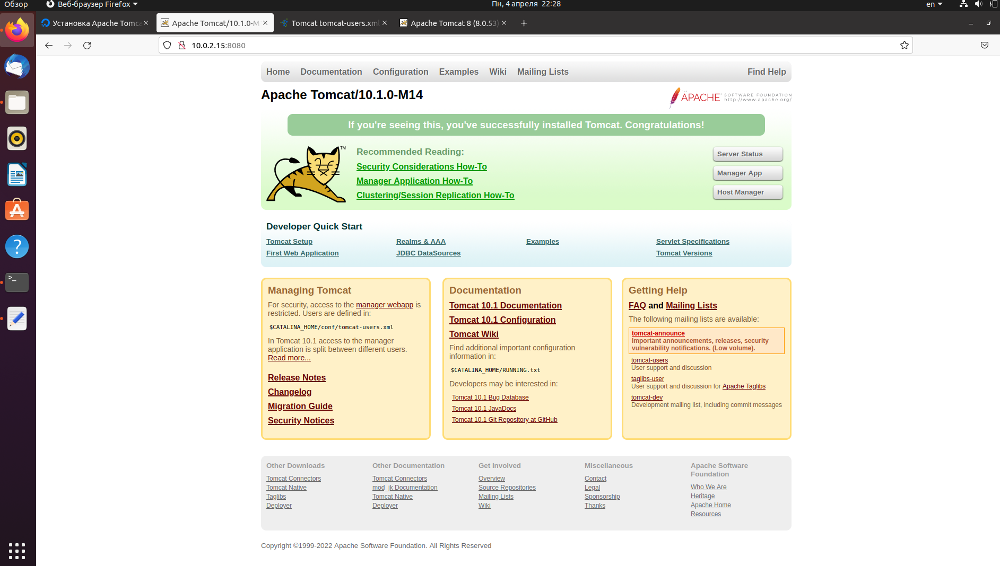 Обзор
Веб-браузер Firefox
Пн, 4 апреля 22:28
en
Установка Apache Tomca
Apache Tomcat/10.1.0-M
Tomcat tomcat-users.xml
Apache Tomcat 8 (8.0.53)
10.0.2.15:8080
Home Documentation Configuration Examples Wiki Mailing Lists Find Help
Apache Tomcat/10.1.0-M14
THE APACHE SOFTWARE FOUNDATION
http://www.apache.org/
If you're seeing this, you've successfully installed Tomcat. Congratulations!
TM
Recommended Reading:
Security Considerations How-To
Manager Application How-To
Clustering/Session Replication How-To
Server Status
Manager App
Host Manager
Developer Quick Start
Tomcat Setup
First Web Application
Realms & AAA
JDBC DataSources
Examples
Servlet Specifications
Tomcat Versions
Managing Tomcat
For security, access to the manager webapp is
restricted. Users are defined in:
$CATALINA_HOME/conf/tomcat-users.xml
In Tomcat 10.1 access to the manager
application is split between different users.
Read more...
Release Notes
Changelog
Migration Guide
Security Notices
Documentation
Tomcat 10.1 Documentation
Tomcat 10.1 Configuration
Tomcat Wiki
Find additional important configuration
information in:
$CATALINA_HOME/RUNNING.txt
Developers may be interested in:
Tomcat 10.1 Bug Database
Tomcat 10.1 JavaDocs
Tomcat 10.1 Git Repository at GitHub
Getting Help
FAQ and Mailing Lists
The following mailing lists are available:
tomcat-announce
Important announcements, releases, security
vulnerability notifications. (Low volume).
tomcat-users
User support and discussion
taglibs-user
User support and discussion for Apache Taglibs
tomcat-dev
Development mailing list, including commit messages
Other Downloads
Tomcat Connectors
Tomcat Native
Taglibs
Deployer
Other Documentation
Tomcat Connectors
mod_jk Documentation
Tomcat Native
Deployer
Get Involved
Overview
Source Repositories
Mailing Lists
Wiki
Miscellaneous
Contact
Legal
Sponsorship
Thanks
Apache Software
Foundation
Who We Are
Heritage
Apache Home
Resources
Copyright ©1999-2022 Apache Software Foundation. All Rights Reserved